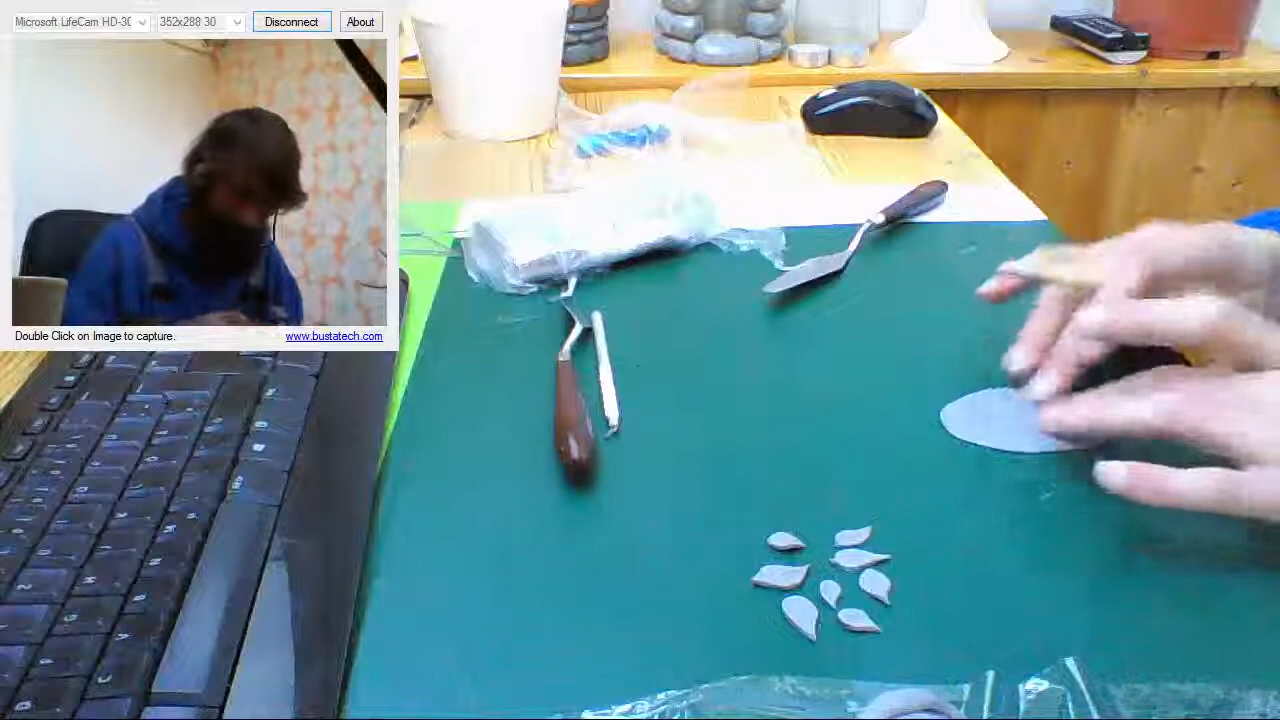 Microsoft LifeCam HD-30
352x288 30
Disconnect
About
Double Click on Image to capture.
www.bustatech.com